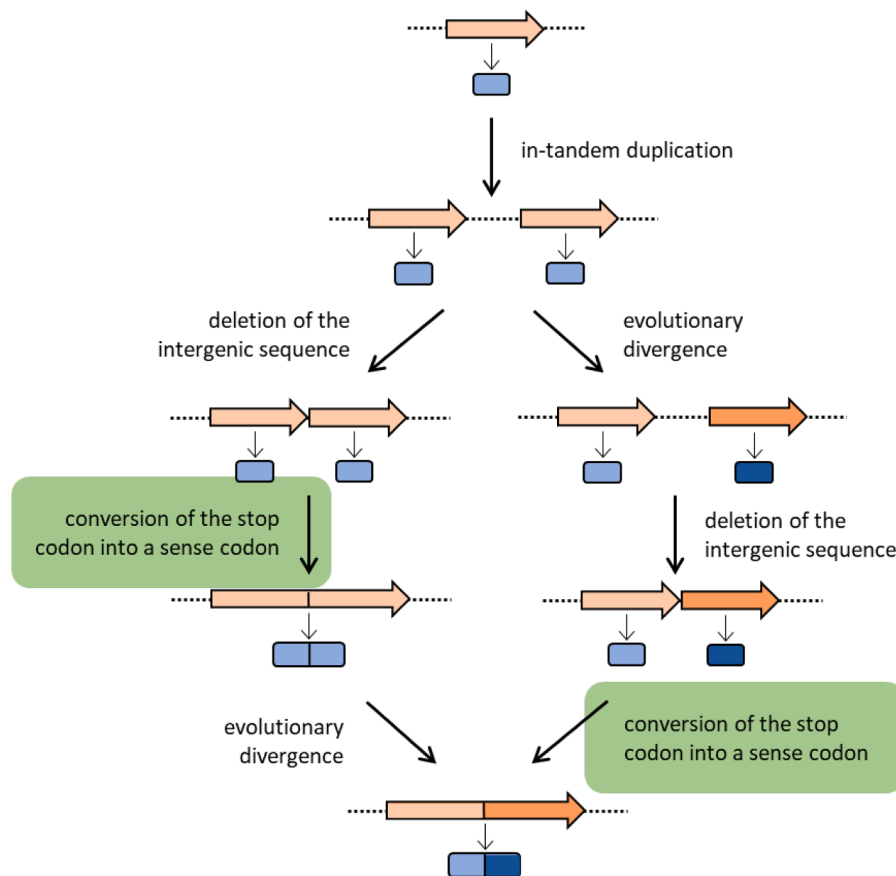 in-tandem duplication
deletion of the
intergenic sequence
evolutionary
divergence
conversion of the stop
codon into a sense codon
deletion of the
intergenic sequence
evolutionary
divergence
conversion of the stop
codon into a sense codon